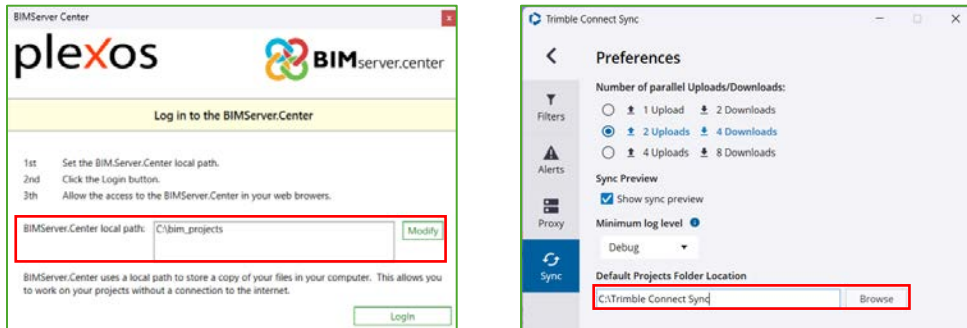 BIMServer Center
plexos
BIMserver.center
Log in to the BIMServer.Center
1st Set the BIM.Server.Center local path.
2nd Click the Login button.
3th Allow the access to the BIMServer.Center in your web browers.
BIMServer.Center local path: C:\bim_projects Modify
BIMServer.Center uses a local path to store a copy of your files in your computer. This allows you
to work on your projects without a connection to the internet.
LogIn
Trimble Connect Sync
Preferences
Number of parallel Uploads/Downloads:
1 Upload 2 Downloads
2 Uploads 4 Downloads
4 Uploads 8 Downloads
Filters
Alerts
Proxy
Sync
Sync Preview
Show sync preview
Minimum log level
Debug
Default Projects Folder Location
C:\Trimble Connect Sync Browse